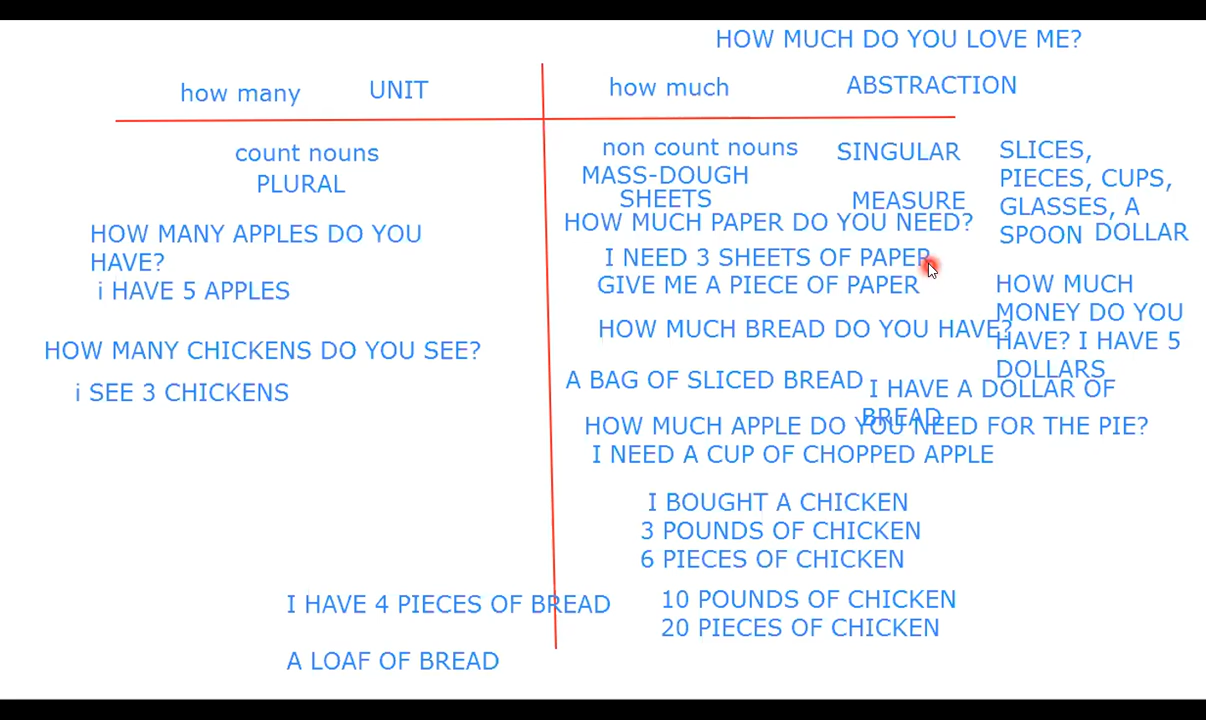 HOW MUCH DO YOU LOVE ME?
how many
UNIT
how much
ABSTRACTION
count nouns
PLURAL
HOW MANY APPLES DO YOU
HAVE?
i HAVE 5 APPLES
HOW MANY CHICKENS DO YOU SEE?
i SEE 3 CHICKENS
I HAVE 4 PIECES OF BREAD
A LOAF OF BREAD
non count nouns
SINGULAR
MASS-DOUGH
SHEETS
MEASURE
HOW MUCH PAPER DO YOU NEED?
I NEED 3 SHEETS OF PAPER
GIVE ME A PIECE OF PAPER
HOW MUCH BREAD DO YOU HAVE?
A BAG OF SLICED BREAD
I HAVE A DOLLAR OF
BREAD
HOW MUCH APPLE DO YOU NEED FOR THE PIE?
I NEED A CUP OF CHOPPED APPLE
I BOUGHT A CHICKEN
3 POUNDS OF CHICKEN
6 PIECES OF CHICKEN
10 POUNDS OF CHICKEN
20 PIECES OF CHICKEN
SLICES,
PIECES, CUPS,
GLASSES, A
SPOON DOLLAR
HOW MUCH
MONEY DO YOU
HAVE? I HAVE 5
DOLLARS